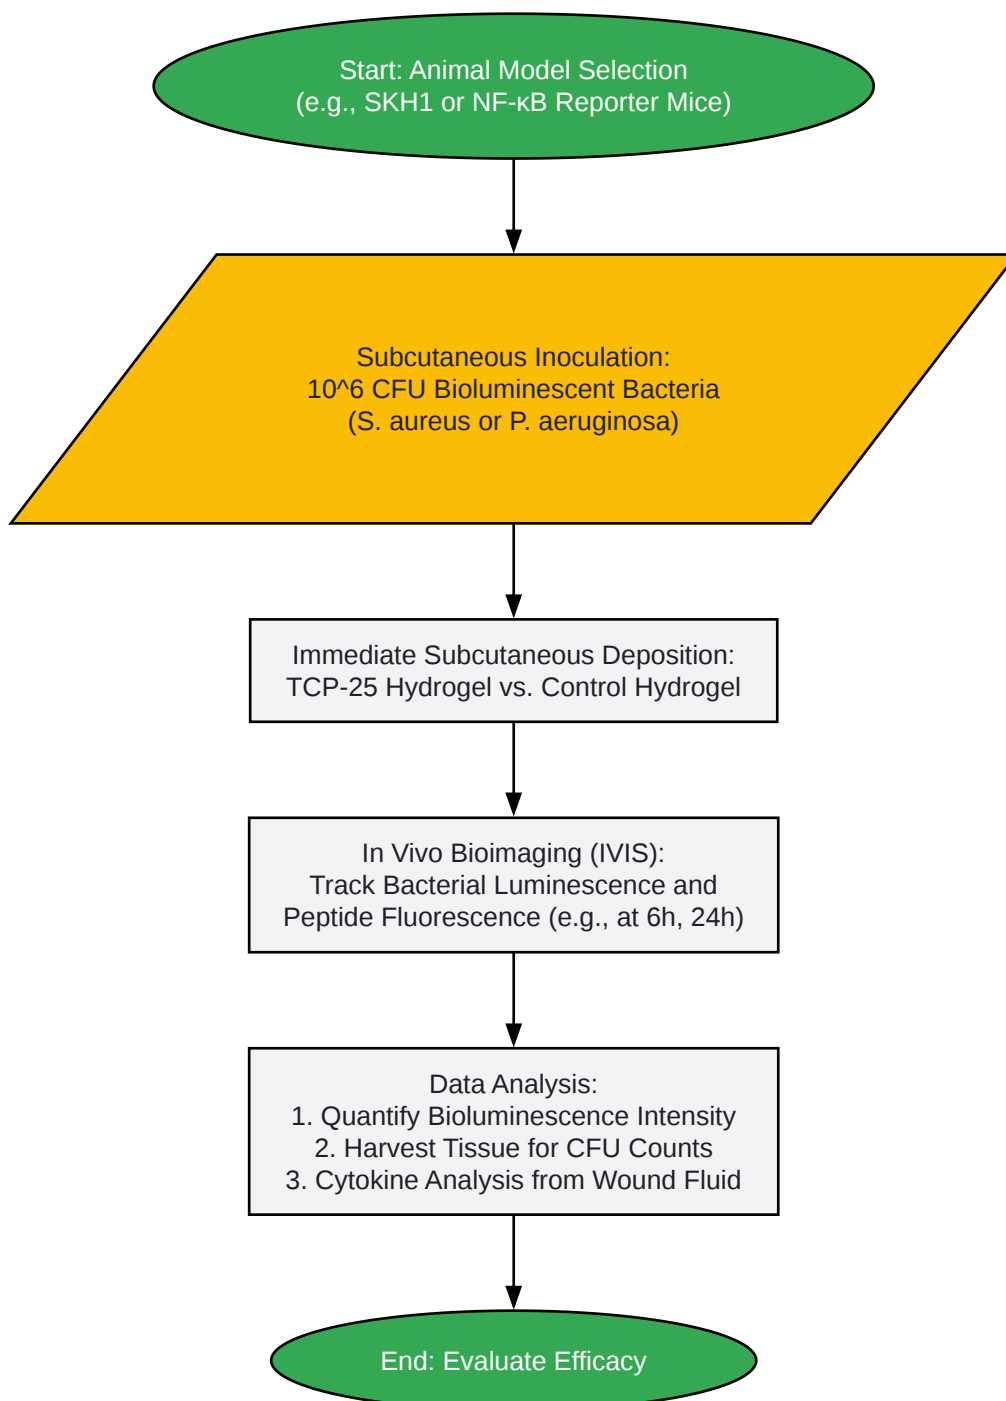 Start: Animal Model Selection
(e.g., SKH1 or NF-κB Reporter Mice)
Subcutaneous Inoculation:
10^6 CFU Bioluminescent Bacteria
(S. aureus or P. aeruginosa)
Immediate Subcutaneous Deposition:
TCP-25 Hydrogel vs. Control Hydrogel
In Vivo Bioimaging (IVIS):
Track Bacterial Luminescence and
Peptide Fluorescence (e.g., at 6h, 24h)
Data Analysis:
1. Quantify Bioluminescence Intensity
2. Harvest Tissue for CFU Counts
3. Cytokine Analysis from Wound Fluid
End: Evaluate Efficacy